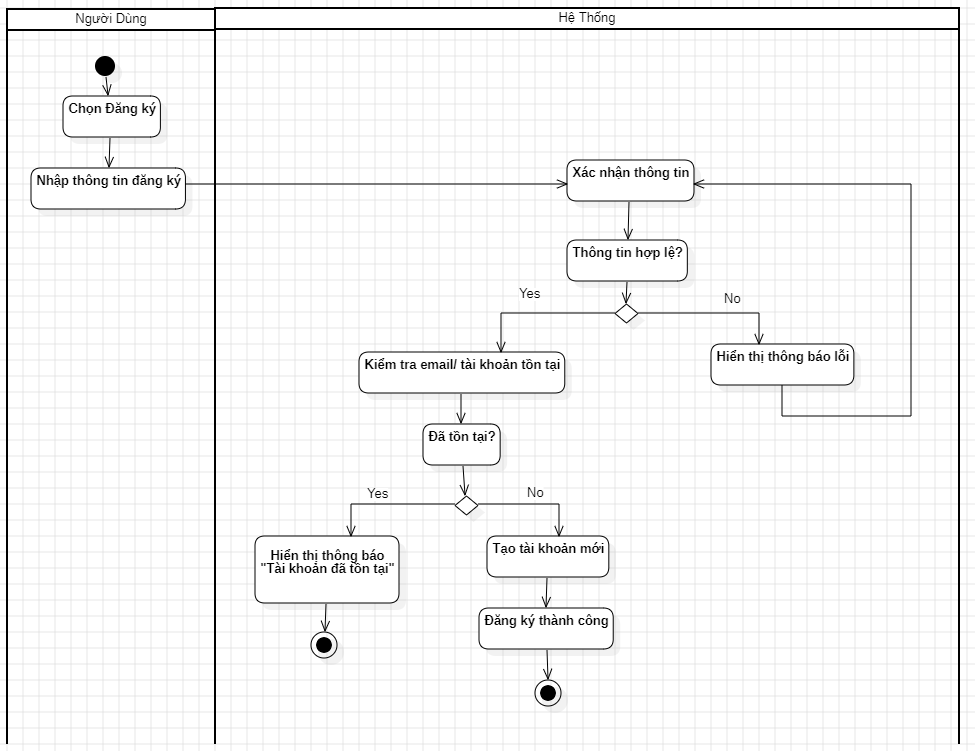 Người Dùng
Hệ Thống
Chọn Đăng ký
Nhập thông tin đăng ký
Xác nhận thông tin
Thông tin hợp lệ?
Yes
No
Kiểm tra email/ tài khoản tồn tại
Hiển thị thông báo lỗi
Đã tồn tại?
Yes
No
Hiển thị thông báo
"Tài khoản đã tồn tại"
Tạo tài khoản mới
Đăng ký thành công